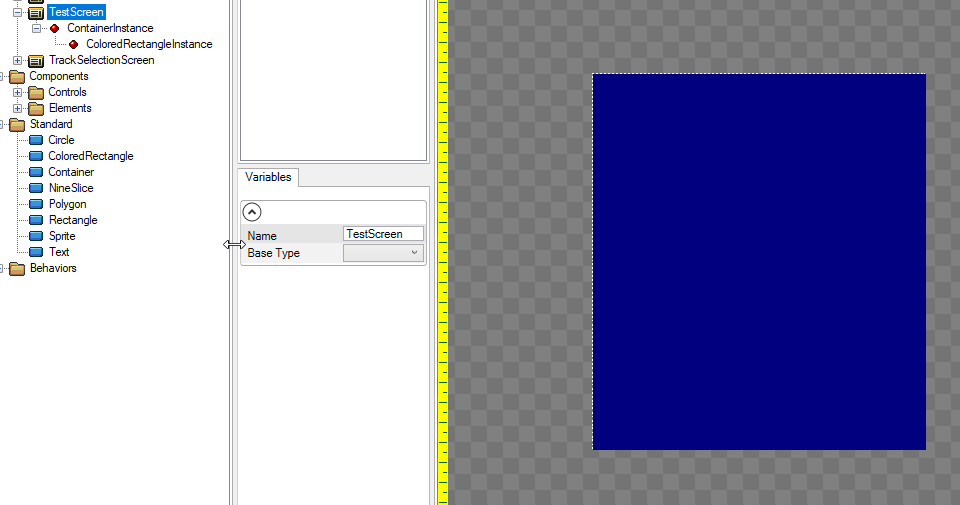 TestScreen
ContainerInstance
ColoredRectangleInstance
TrackSelectionScreen
Components
Controls
Elements
Standard
Circle
ColoredRectangle
Container
NineSlice
Polygon
Rectangle
Sprite
Text
Behaviors
Variables
Name TestScreen
Base Type